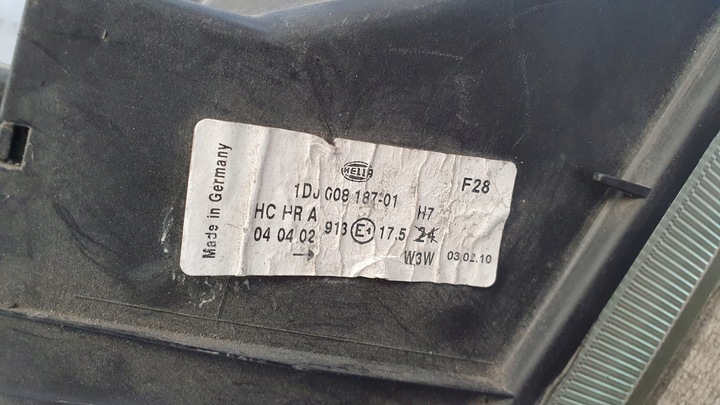 Made in Germany
HELLA
F28
1DJ 008 187-01
HC HR A H7
04 04 02 913 E1 17.5 24
→ W3W 03.02.10